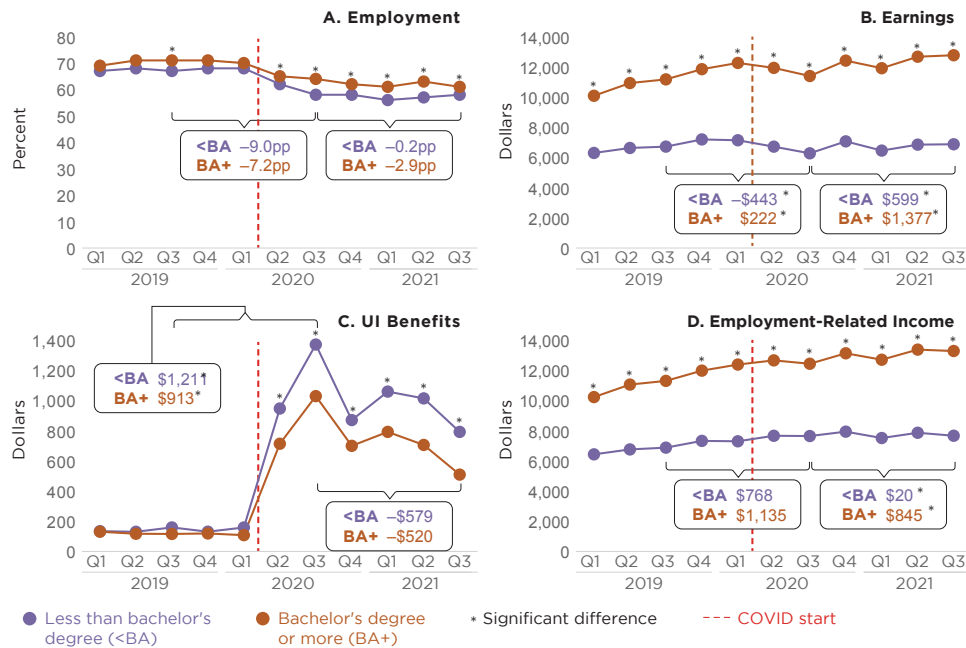 A. Employment
80
70
60
50
40
30
20
10
0
Percent
* * * * * * *
<BA –9.0pp
BA+ –7.2pp
<BA –0.2pp
BA+ –2.9pp
Q1 Q2 Q3 Q4 Q1 Q2 Q3 Q4 Q1 Q2 Q3
2019 2020 2021
B. Earnings
14,000
12,000
10,000
8,000
6,000
4,000
2,000
0
Dollars
* * * * * * * * * * *
<BA –$443 *
BA+ $222 *
<BA $599 *
BA+ $1,377*
Q1 Q2 Q3 Q4 Q1 Q2 Q3 Q4 Q1 Q2 Q3
2019 2020 2021
C. UI Benefits
1,400
1,200
1,000
800
600
400
200
0
Dollars
* * * * * *
<BA $1,211*
BA+ $913*
<BA –$579
BA+ –$520
Q1 Q2 Q3 Q4 Q1 Q2 Q3 Q4 Q1 Q2 Q3
2019 2020 2021
D. Employment-Related Income
14,000
12,000
10,000
8,000
6,000
4,000
2,000
0
Dollars
* * * * * * * * * * *
<BA $768
BA+ $1,135
<BA $20 *
BA+ $845 *
Q1 Q2 Q3 Q4 Q1 Q2 Q3 Q4 Q1 Q2 Q3
2019 2020 2021
Less than bachelor's
degree (<BA)
Bachelor's degree
or more (BA+)
* Significant difference
COVID start